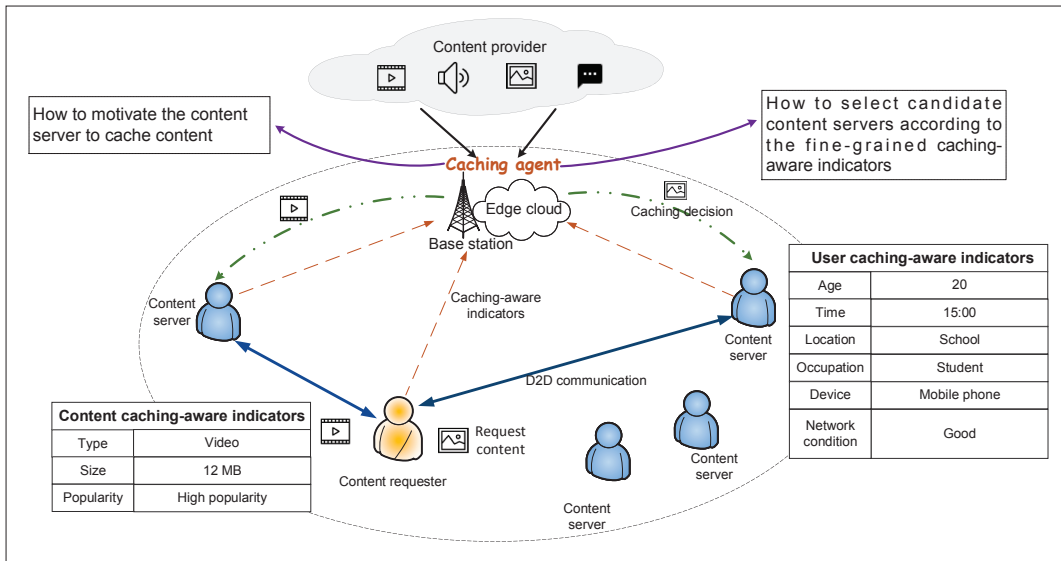 Content provider
How to motivate the content
server to cache content
How to select candidate
content servers according to
the fine-grained caching-
aware indicators
Caching agent
Edge cloud
Caching decision
Base station
Content
server
Caching-aware
indicators
Content
server
User caching-aware indicators
Age 20
Time 15:00
Location School
Occupation Student
Device Mobile phone
Network
condition Good
D2D communication
Content caching-aware indicators
Type Video
Size 12 MB
Popularity High popularity
Request
content
Content requester
Content
server
Content
server